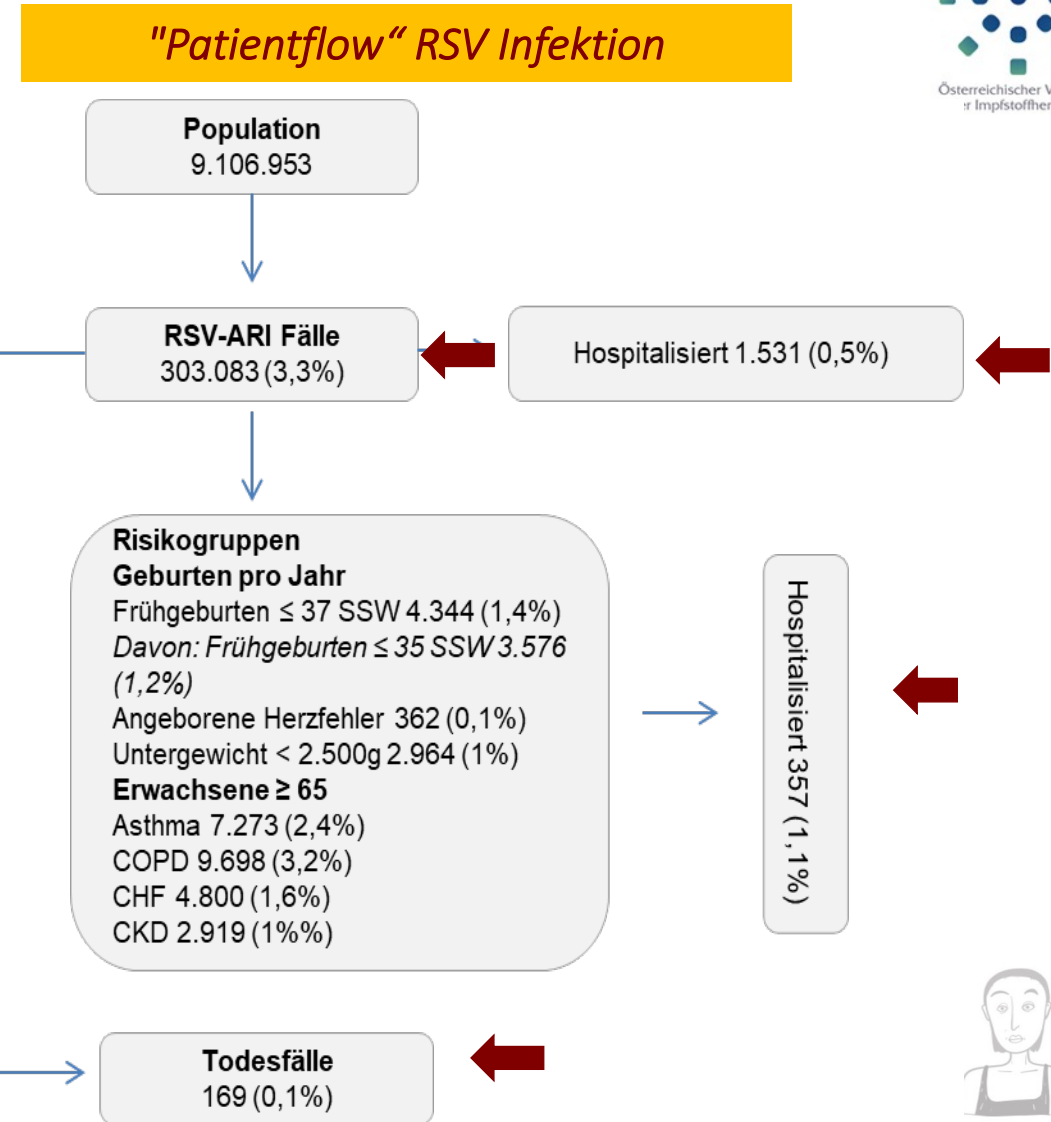 "Patientflow“ RSV Infektion
Österreichischer
Population
9.106.953
RSV-ARI Fälle
303.083 (3,3%)
Hospitalisiert 1.531 (0,5%)
Risikogruppen
Geburten pro Jahr
Frühgeburten ≤ 37 SSW 4.344 (1,4%)
Davon: Frühgeburten ≤ 35 SSW 3.576
(1,2%)
Angeborene Herzfehler 362 (0,1%)
Untergewicht < 2.500g 2.964 (1%)
Erwachsene ≥ 65
Asthma 7.273 (2,4%)
COPD 9.698 (3,2%)
CHF 4.800 (1,6%)
CKD 2.919 (1%%)
Hospitalisiert 357 (1,1%)
Todesfälle
169 (0,1%)